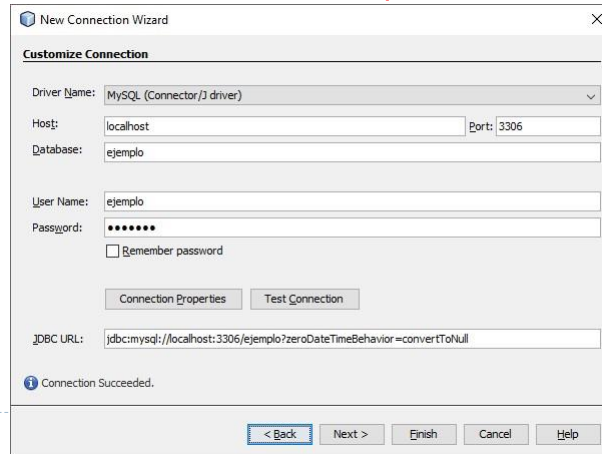 New Connection Wizard
Customize Connection
Driver Name: MySQL (Connector/J driver)
Host: localhost Port: 3306
Database: ejemplo
User Name: ejemplo
Password: •••••••
Remember password
Connection Properties Test Connection
JDBC URL: jdbc:mysql://localhost:3306/ejemplo?zeroDateTimeBehavior=convertToNull
Connection Succeeded.
< Back Next > Finish Cancel Help